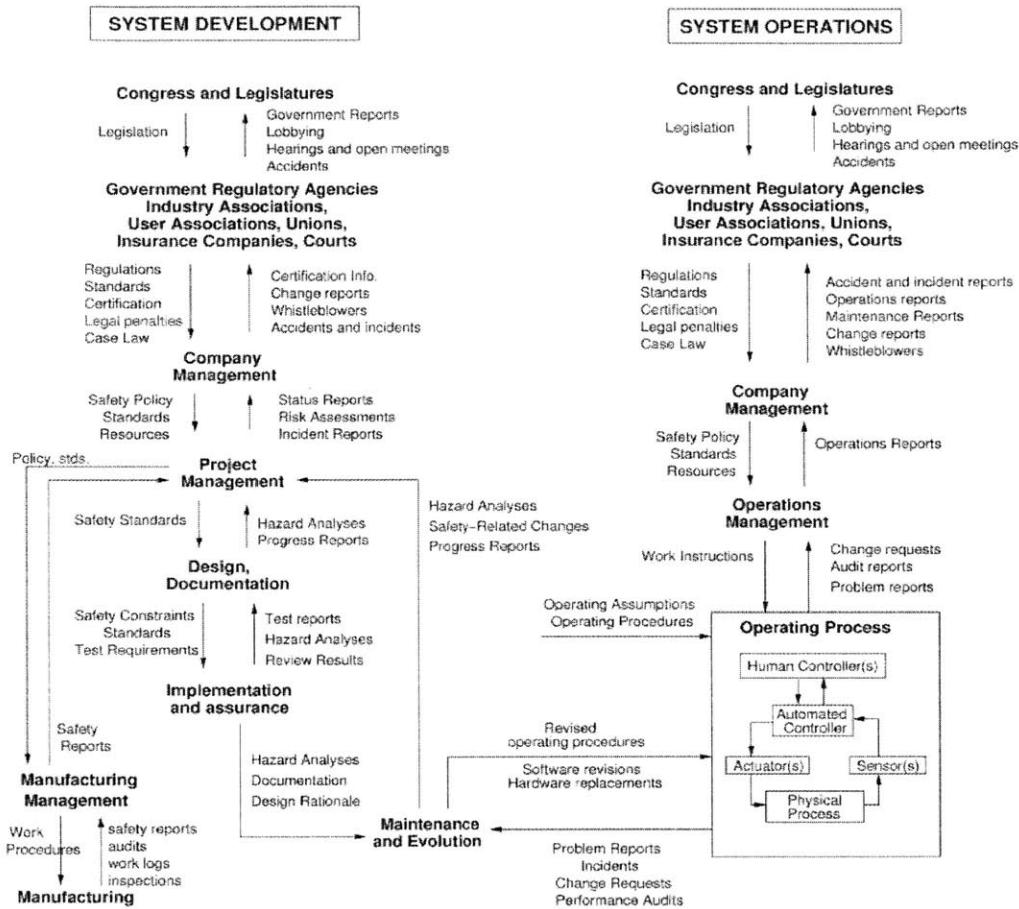 SYSTEM DEVELOPMENT
Congress and Legislatures
Legislation
Government Reports
Lobbying
Hearings and open meetings
Accidents
Government Regulatory Agencies
Industry Associations,
User Associations, Unions,
Insurance Companies, Courts
Regulations
Standards
Certification
Legal penalties
Case Law
Certification Info.
Change reports
Whistleblowers
Accidents and incidents
Company
Management
Safety Policy
Standards
Resources
Status Reports
Risk Assessments
Incident Reports
Policy, stds.
Project
Management
Safety Standards
Hazard Analyses
Progress Reports
Hazard Analyses
Safety-Related Changes
Progress Reports
Design,
Documentation
Safety Constraints
Standards
Test Requirements
Test reports
Hazard Analyses
Review Results
Implementation
and assurance
Safety
Reports
Hazard Analyses
Documentation
Design Rationale
Manufacturing
Management
Work
Procedures
safety reports
audits
work logs
inspections
Manufacturing
Maintenance
and Evolution
SYSTEM OPERATIONS
Congress and Legislatures
Legislation
Government Reports
Lobbying
Hearings and open meetings
Accidents
Government Regulatory Agencies
Industry Associations,
User Associations, Unions,
Insurance Companies, Courts
Regulations
Standards
Certification
Legal penalties
Case Law
Accident and incident reports
Operations reports
Maintenance Reports
Change reports
Whistleblowers
Company
Management
Safety Policy
Standards
Resources
Operations Reports
Operations
Management
Work Instructions
Change requests
Audit reports
Problem reports
Operating Assumptions
Operating Procedures
Operating Process
Human Controller(s)
Automated
Controller
Actuator(s)
Sensor(s)
Physical
Process
Revised
operating procedures
Software revisions
Hardware replacements
Problem Reports
Incidents
Change Requests
Performance Audits